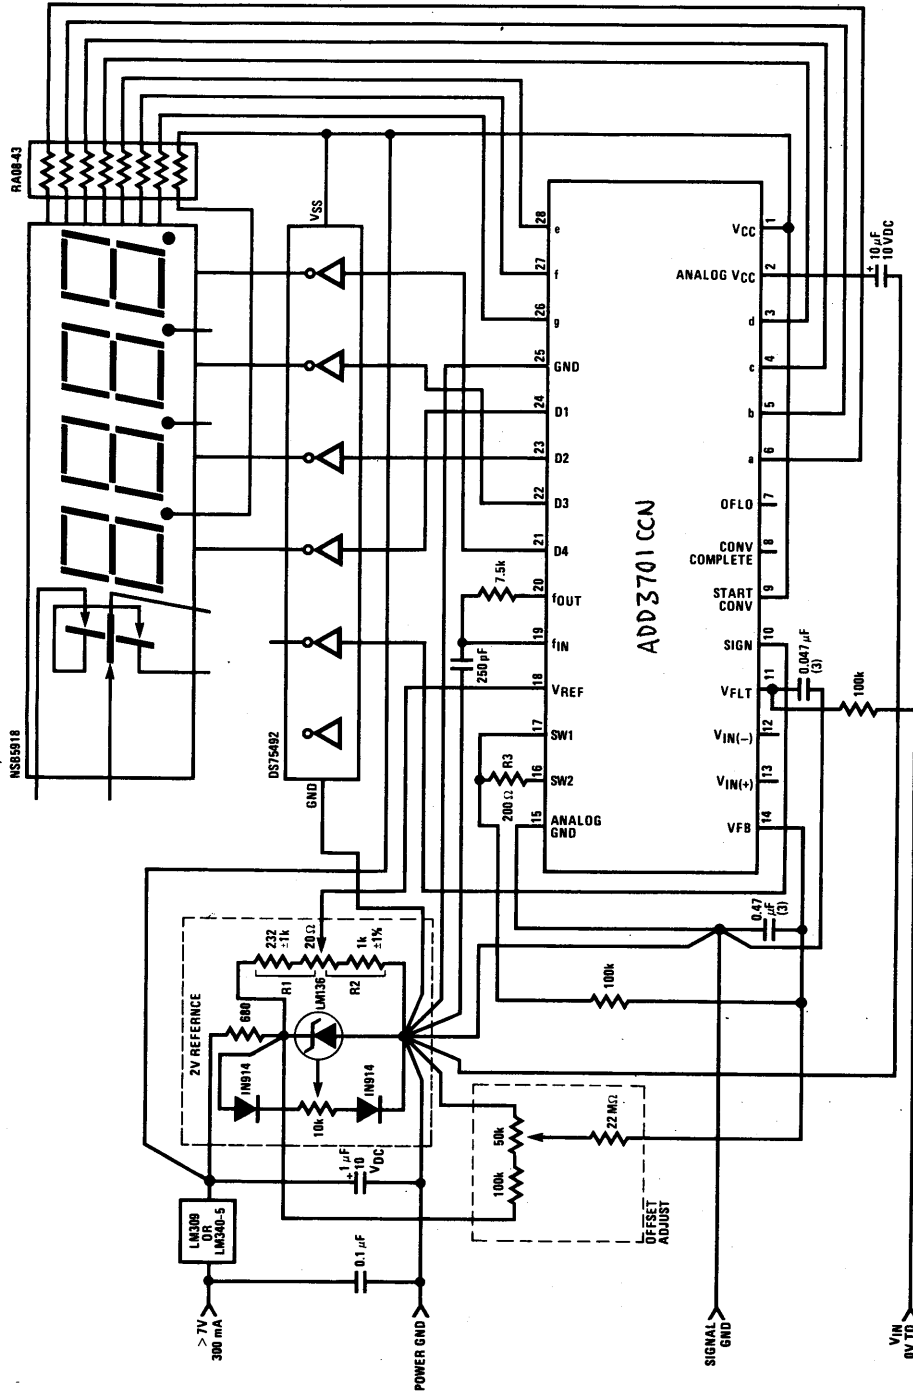 RA08-43
NSB5918
VSS
DS75492
GND
28 e
27 f
26 g
25 GND
24 D1
23 D2
22 D3
21 D4
20 fOUT
19 fIN
18 VREF
17 SW1
16 SW2
15 ANALOG GND
VCC 1
ANALOG VCC 2
d 3
c 4
b 5
a 6
OFLO 7
CONV COMPLETE 8
START CONV 9
SIGN 10
VFLT 11
VIN(-) 12
VIN(+) 13
VFB 14
ADD3701CCN
+ 10 µF
10 VDC
7.5k
250 pF
R3
200 Ω
0.047 µF
(3)
100k
0.47
µF
(3)
100k
2V REFERNCE
680
232
±1k
20 Ω
1k
±1%
R1
R2
LM136
IN914
10k
IN914
+ 1 µF
10
VDC
LM309
OR
LM340-5
0.1 µF
> 7V
300 mA
POWER GND
100k
50k
22 MΩ
OFFSET
ADJUST
SIGNAL
GND
VIN
0V TO